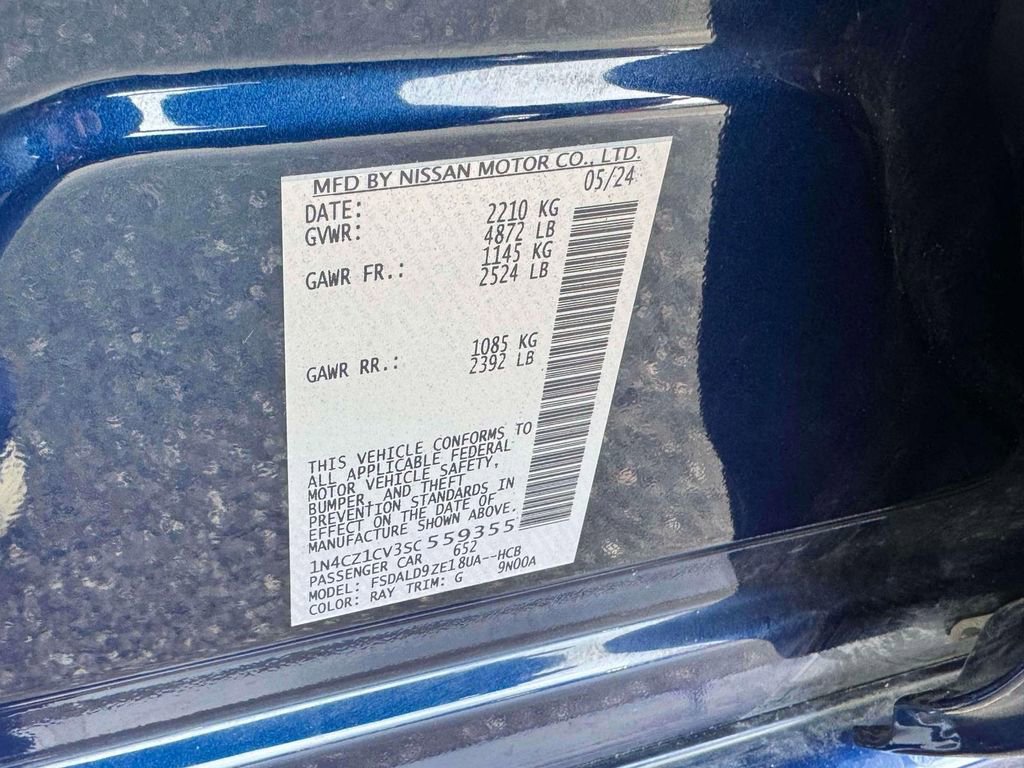 MFD BY NISSAN MOTOR CO., LTD.
DATE: 05/24
GVWR: 2210 KG
4872 LB
GAWR FR.: 1145 KG
2524 LB
GAWR RR.: 1085 KG
2392 LB
THIS VEHICLE CONFORMS TO
ALL APPLICABLE FEDERAL
MOTOR VEHICLE SAFETY,
BUMPER, AND THEFT
PREVENTION STANDARDS IN
EFFECT ON THE DATE OF
MANUFACTURE SHOWN ABOVE.
1N4CZ1CV3SC 559355
PASSENGER CAR 652
MODEL: FSDALD9ZE18UA--HCB
COLOR: RAY TRIM: G 9N00A